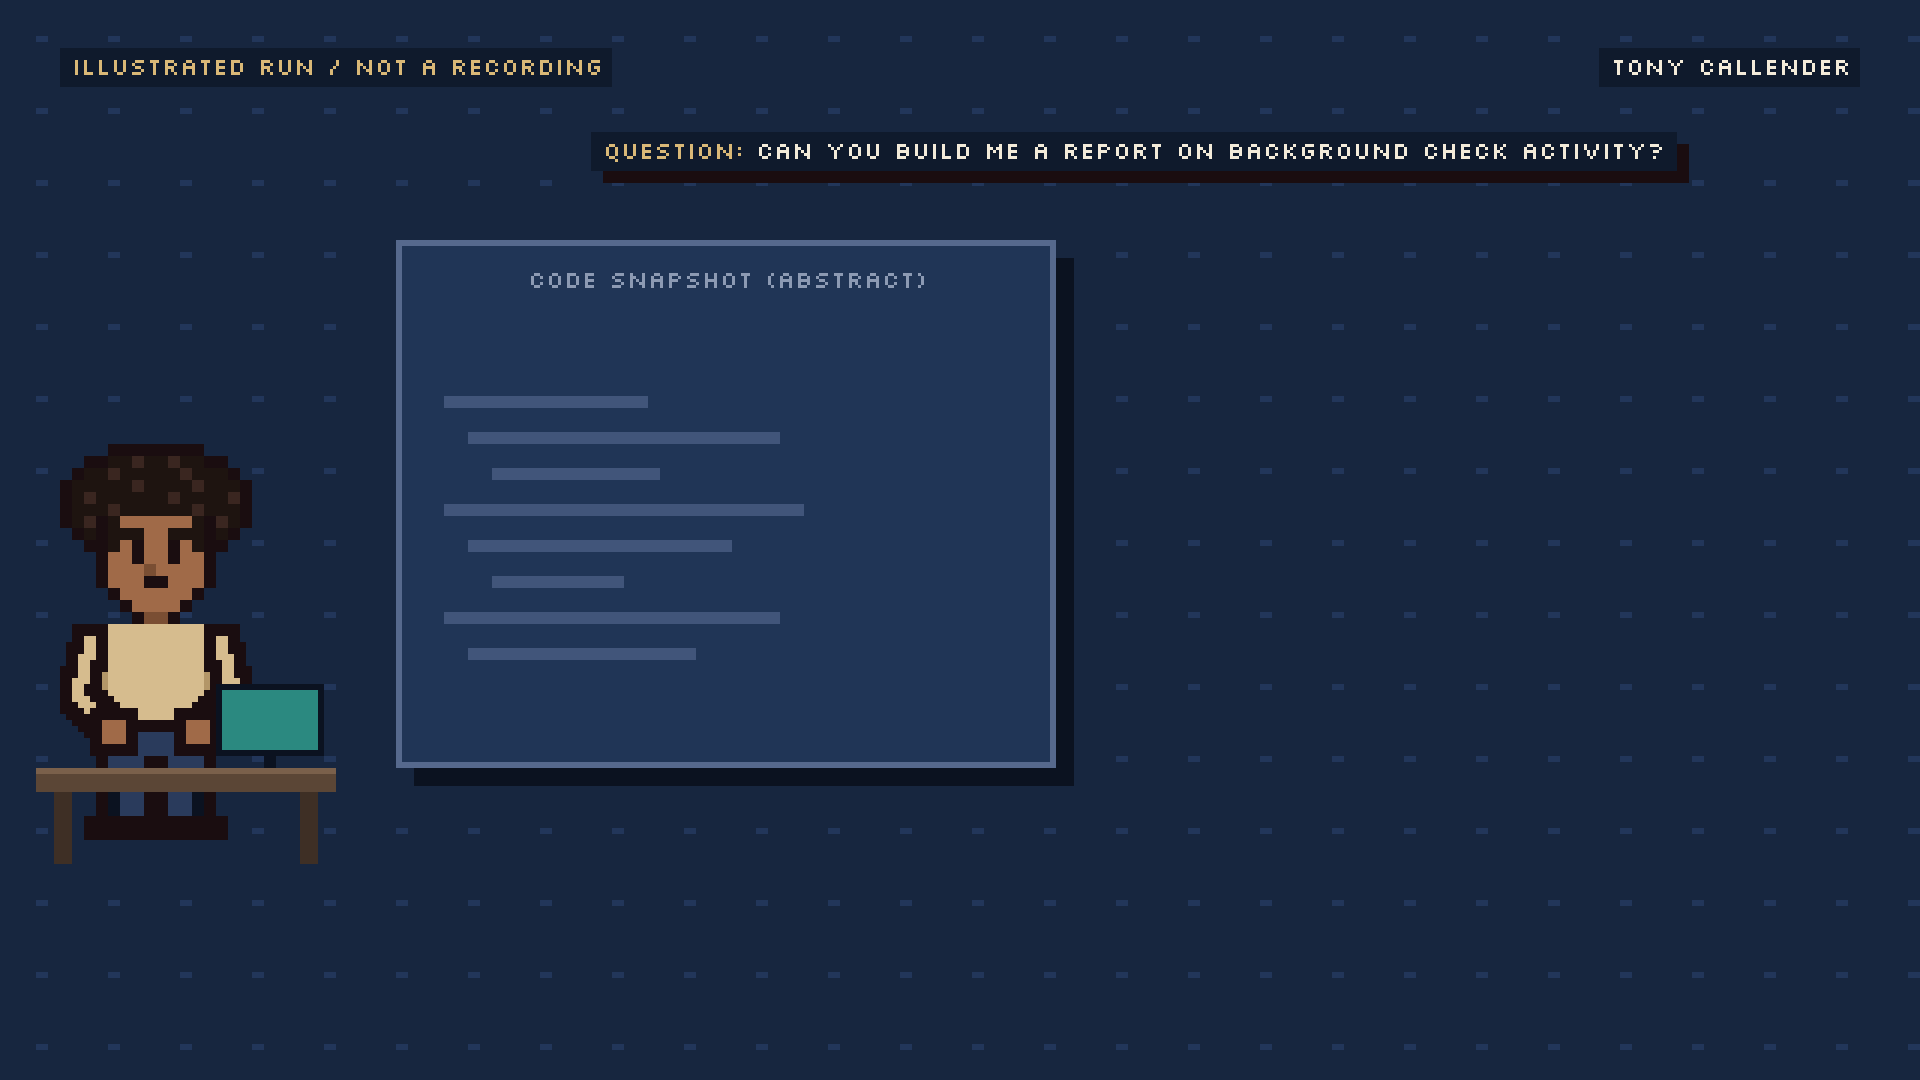 ILLUSTRATED RUN / NOT A RECORDING
TONY CALLENDER
QUESTION: CAN YOU BUILD ME A REPORT ON BACKGROUND CHECK ACTIVITY?
CODE SNAPSHOT (ABSTRACT)